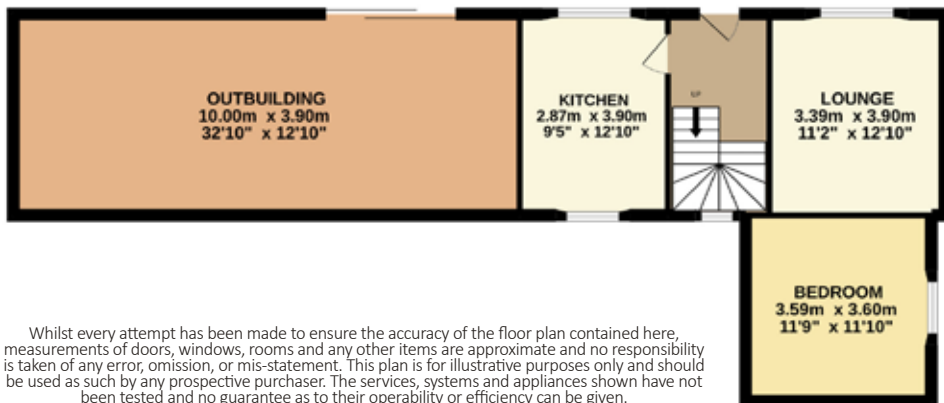 OUTBUILDING
10.00m x 3.90m
32'10" x 12'10"
KITCHEN
2.87m x 3.90m
9'5" x 12'10"
UP
LOUNGE
3.39m x 3.90m
11'2" x 12'10"
BEDROOM
3.59m x 3.60m
11'9" x 11'10"
Whilst every attempt has been made to ensure the accuracy of the floor plan contained here,
measurements of doors, windows, rooms and any other items are approximate and no responsibility
is taken of any error, omission, or mis-statement. This plan is for illustrative purposes only and should
be used as such by any prospective purchaser. The services, systems and appliances shown have not
been tested and no guarantee as to their operability or efficiency can be given.